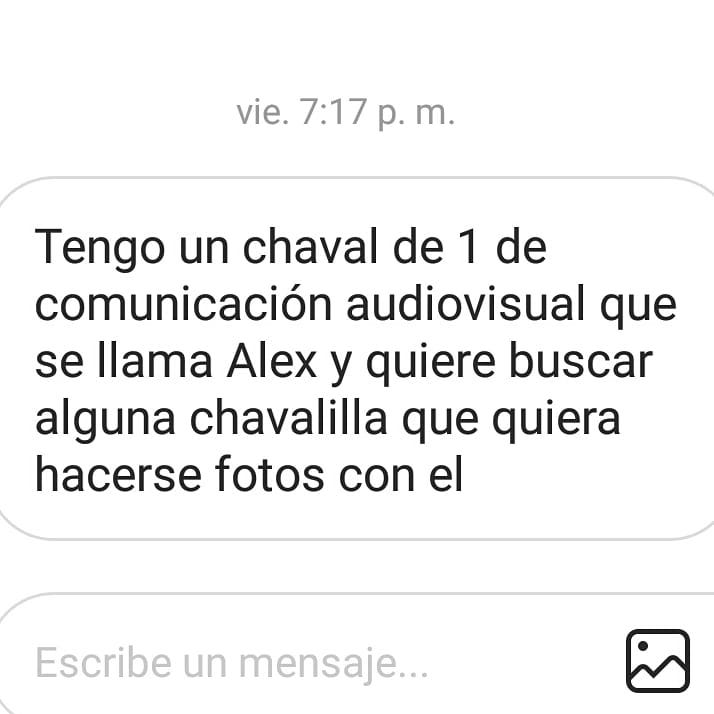 vie. 7:17 p. m.
Tengo un chaval de 1 de
comunicación audiovisual que
se llama Alex y quiere buscar
alguna chavalilla que quiera
hacerse fotos con el
Escribe un mensaje...